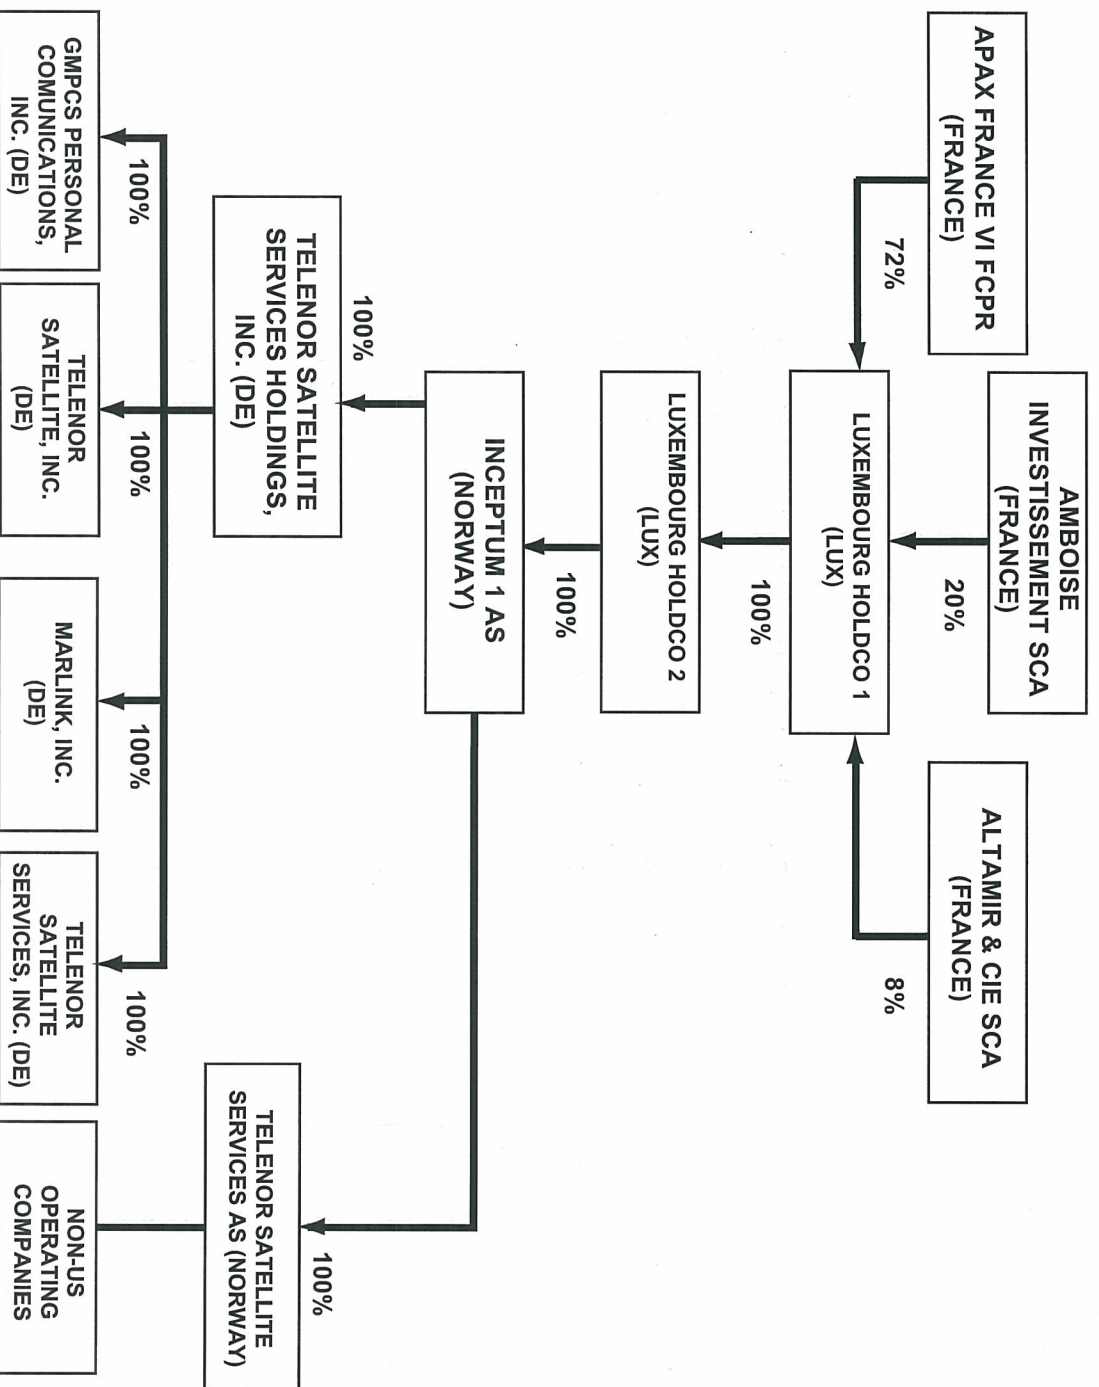 APAX FRANCE VI FCPR
(FRANCE)
AMBOISE
INVESTISSEMENT SCA
(FRANCE)
ALTAMIR & CIE SCA
(FRANCE)
72%
20%
8%
LUXEMBOURG HOLDCO 1
(LUX)
100%
LUXEMBOURG HOLDCO 2
(LUX)
100%
INCEPTUM 1 AS
(NORWAY)
100%
100%
TELENOR SATELLITE
SERVICES HOLDINGS,
INC. (DE)
TELENOR SATELLITE
SERVICES AS (NORWAY)
100%
100%
100%
100%
GMPCS PERSONAL
COMUNICATIONS,
INC. (DE)
TELENOR
SATELLITE, INC.
(DE)
MARLINK, INC.
(DE)
TELENOR
SATELLITE
SERVICES, INC. (DE)
NON-US
OPERATING
COMPANIES